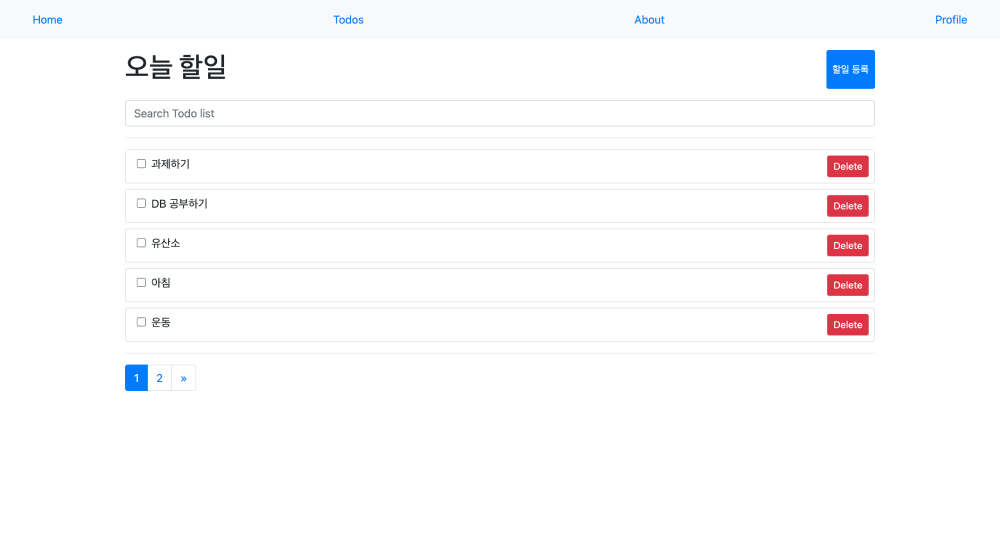 Home Todos About Profile
오늘 할일 할일 등록
Search Todo list
과제하기 Delete
DB 공부하기 Delete
유산소 Delete
아침 Delete
운동 Delete
1 2 »